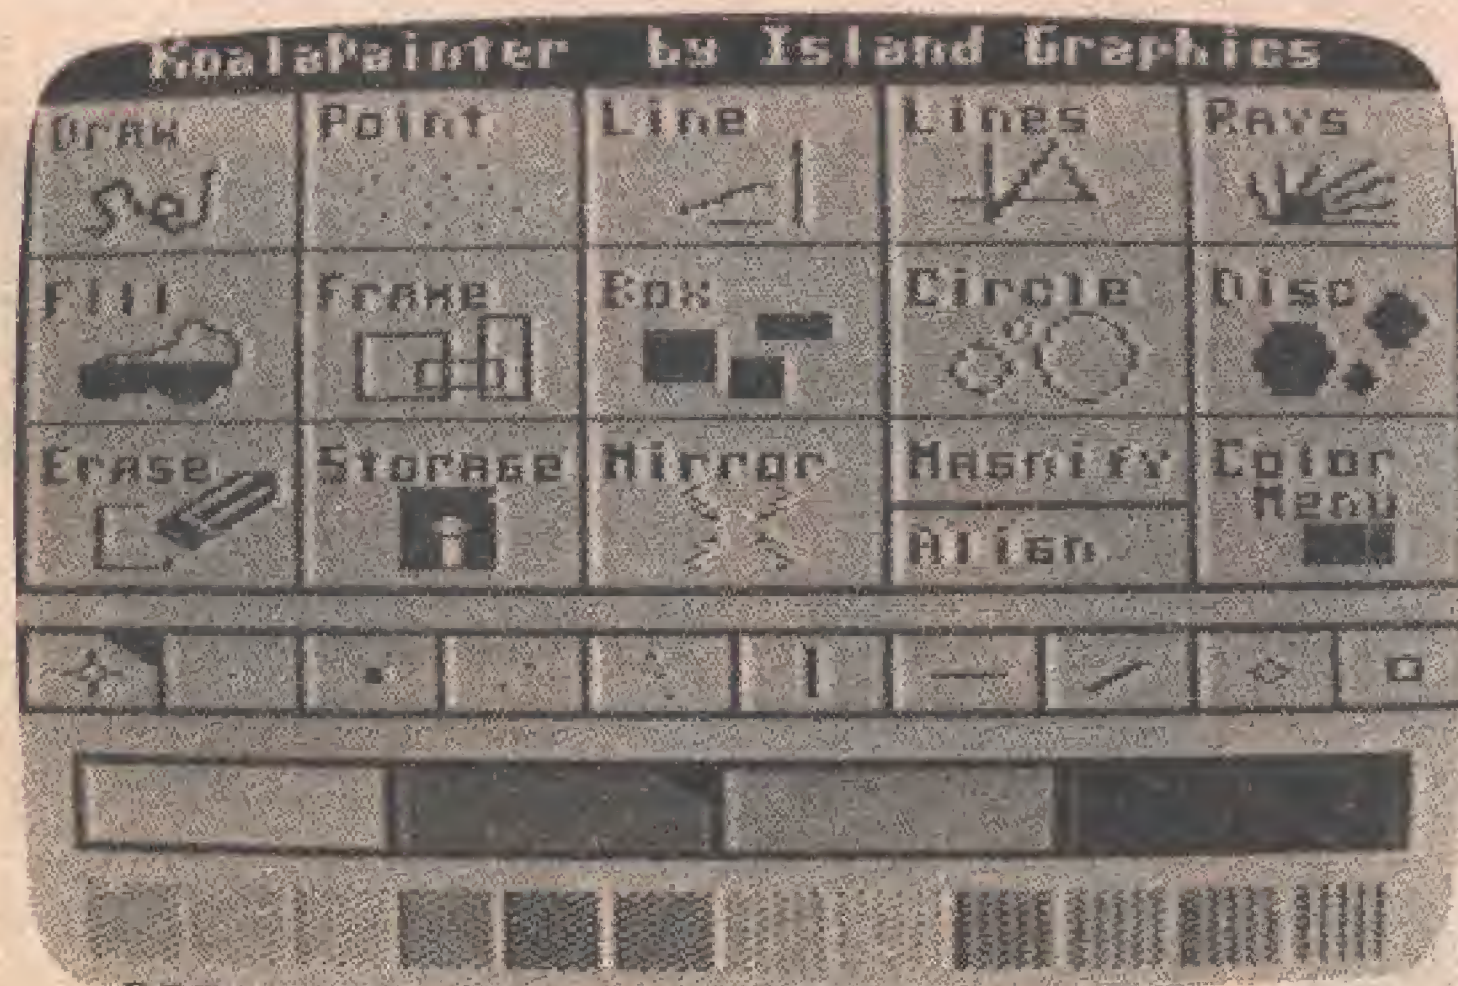 KoalaPainter by Island Graphics
Draw Point Line Lines Rays
Fill Frame Box Circle Disc
Erase Storage Mirror Magnify Color
Menu
Align